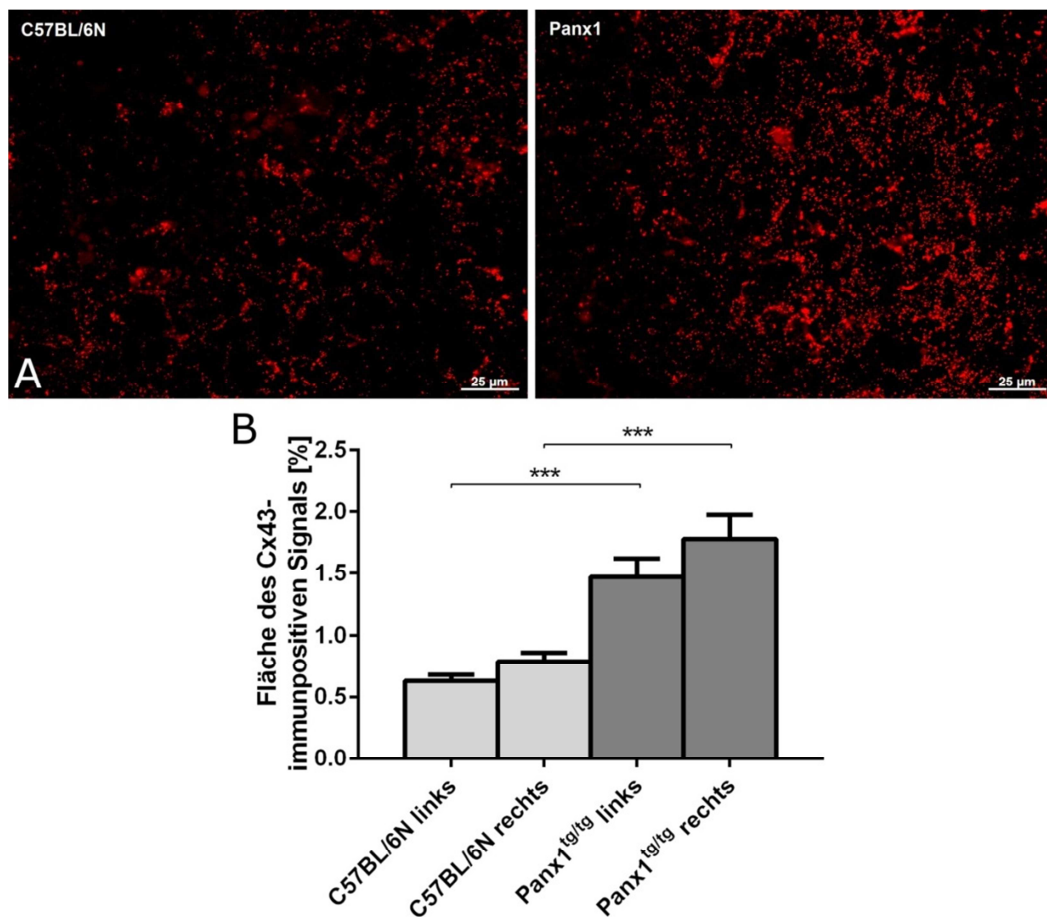 C57BL/6N
Panx1
A
25 µm
25 µm
B
***
***
Fläche des Cx43-
immunpositiven Signals [%]
2.5
2.0
1.5
1.0
0.5
0.0
C57BL/6N links
C57BL/6N rechts
Panx1tg/tg links
Panx1tg/tg rechts